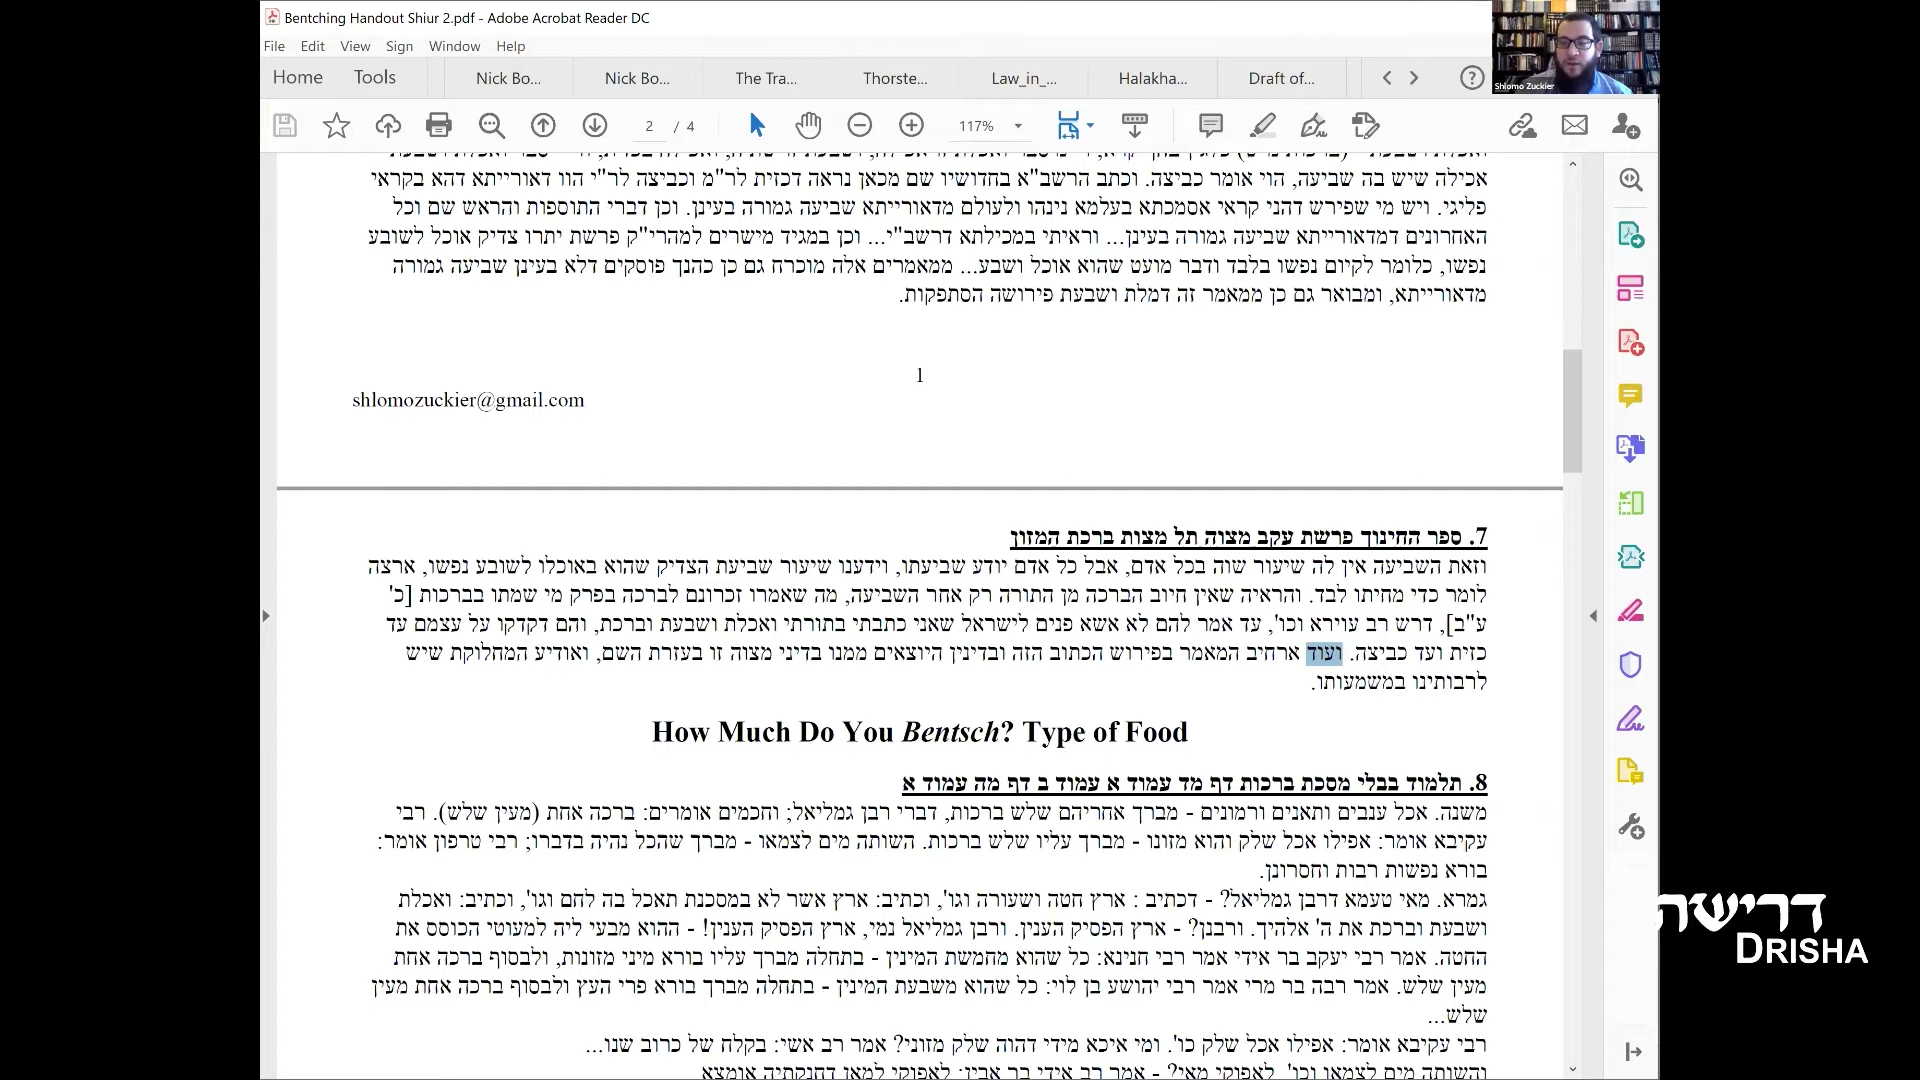 Bentching Handout Shiur 2.pdf - Adobe Acrobat Reader DC
File Edit View Sign Window Help
Home Tools Nick Bo... Nick Bo... The Tra... Thorste... Law_in_... Halakha... Draft of...
Shlomo Zuckier
2 / 4 117%
אכילה שיש בה שביעה, הוי אומר כביצה. וכתב הרשב"א בחדושיו שם מכאן נראה דכזית לר"מ וכביצה לר"י הוו דאורייתא דהא בקראי
פליגי. ויש מי שפירש דהני קראי אסמכתא בעלמא נינהו ולעולם מדאורייתא שביעה גמורה בעינן. וכן דברי התוספות והראש שם וכל
האחרונים דמדאורייתא שביעה גמורה בעינן... וראיתי במכילתא דרשב"י... וכן במגיד מישרים למהרי"ק פרשת יתרו צדיק אוכל לשובע
נפשו, כלומר לקיום נפשו בלבד ודבר מועט שהוא אוכל ושבע... ממאמרים אלה מוכרח גם כן כהנך פוסקים דלא בעינן שביעה גמורה
מדאורייתא, ומבואר גם כן ממאמר זה דמלת ושבעת פירושה הסתפקות.
1
shlomozuckier@gmail.com
7. ספר החינוך פרשת עקב מצוה תל מצות ברכת המזון
וזאת השביעה אין לה שיעור שוה בכל אדם, אבל כל אדם יודע שביעתו, וידענו שיעור שביעת הצדיק שהוא באוכלו לשובע נפשו, ארצה
לומר כדי מחיתו לבד. והראיה שאין חיוב הברכה מן התורה רק אחר השביעה, מה שאמרו זכרונם לברכה בפרק מי שמתו בברכות [כ'
ע"ב], דרש רב עוירא וכו', עד אמר להם לא אשא פנים לישראל שאני כתבתי בתורתי ואכלת ושבעת וברכת, והם דקדקו על עצמם עד
כזית ועד כביצה. ועוד ארחיב המאמר בפירוש הכתוב הזה ובדינין היוצאים ממנו בדיני מצוה זו בעזרת השם, ואודיע המחלוקת שיש
לרבותינו במשמעותו.
How Much Do You Bentsch? Type of Food
8. תלמוד בבלי מסכת ברכות דף מד עמוד א עמוד ב דף מה עמוד א
משנה. אכל ענבים ותאנים ורמונים - מברך אחריהם שלש ברכות, דברי רבן גמליאל; וחכמים אומרים: ברכה אחת (מעין שלש). רבי
עקיבא אומר: אפילו אכל שלק והוא מזונו - מברך עליו שלש ברכות. השותה מים לצמאו - מברך שהכל נהיה בדברו; רבי טרפון אומר:
בורא נפשות רבות וחסרונן.
גמרא. מאי טעמא דרבן גמליאל? - דכתיב : ארץ חטה ושעורה וגו', וכתיב: ארץ אשר לא במסכנת תאכל בה לחם וגו', וכתיב: ואכלת
ושבעת וברכת את ה' אלהיך. ורבנן? - ארץ הפסיק הענין. ורבן גמליאל נמי, ארץ הפסיק הענין! - ההוא מבעי ליה למעוטי הכוסס את
החטה. אמר רבי יעקב בר אידי אמר רבי חנינא: כל שהוא מחמשת המינין - בתחלה מברך עליו בורא מיני מזונות, ולבסוף ברכה אחת
מעין שלש. אמר רבה בר מרי אמר רבי יהושע בן לוי: כל שהוא משבעת המינין - בתחלה מברך בורא פרי העץ ולבסוף ברכה אחת מעין
שלש...
רבי עקיבא אומר: אפילו אכל שלק כו'. ומי איכא מידי דהוה שלק מזוני? אמר רב אשי: בקלח של כרוב שנו...
והשותה מים לצמאו וכו'. לאפוקי מאי? - אמר רב אידי בר אבין: לאפוקי למאן דחנקתיה אומצא
דרישה
DRISHA